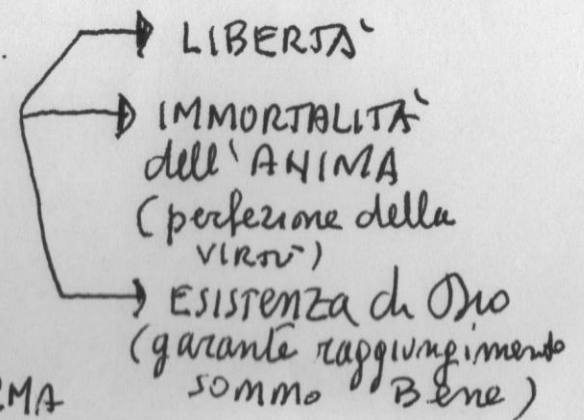 LIBERTÀ
IMMORTALITÀ
dell'ANIMA
(perfezione della
VIRTÙ)
ESISTENZA di Dio
(garante raggiungimento
SOMMO Bene)